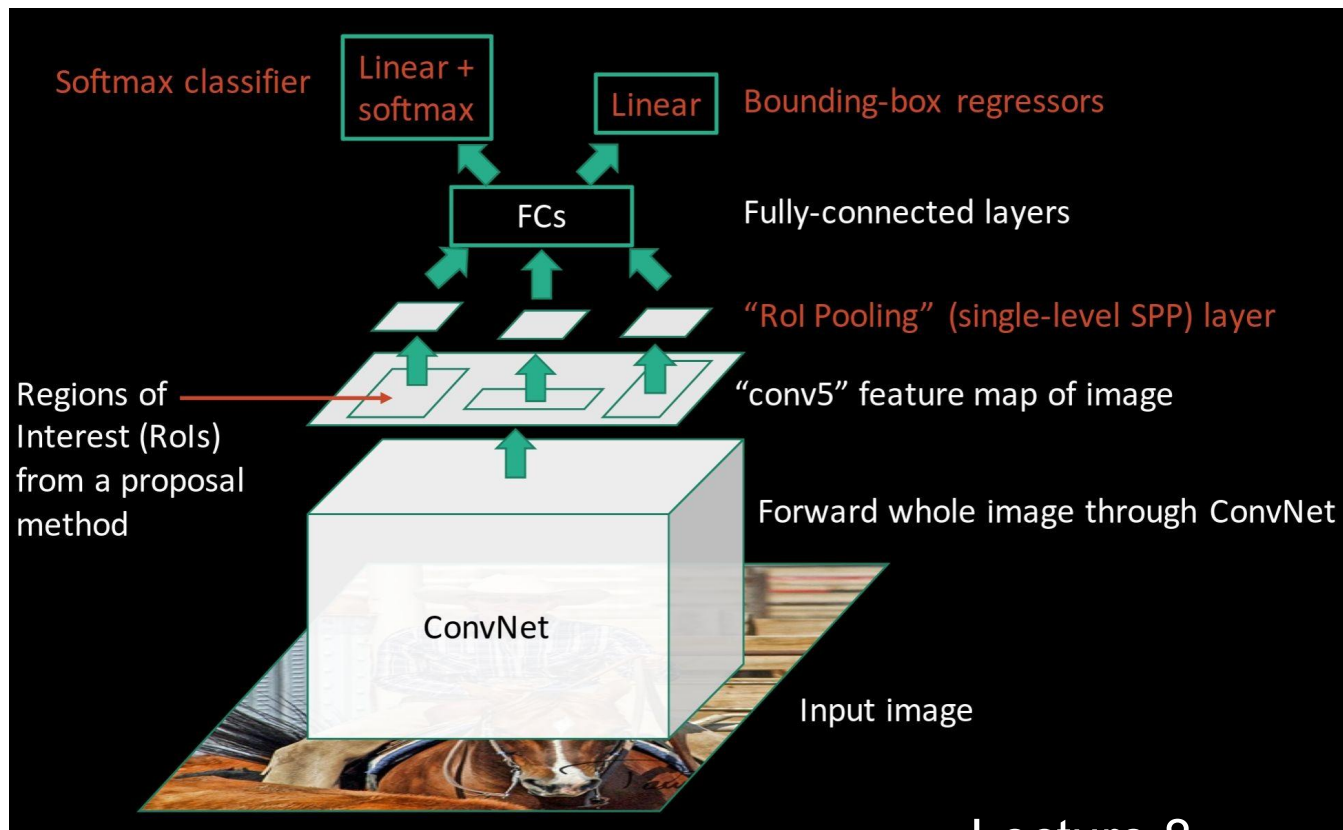 Softmax classifier
Linear +
softmax
Linear
Bounding-box regressors
FCs
Fully-connected layers
“RoI Pooling” (single-level SPP) layer
Regions of
Interest (RoIs)
from a proposal
method
“conv5” feature map of image
Forward whole image through ConvNet
ConvNet
Input image